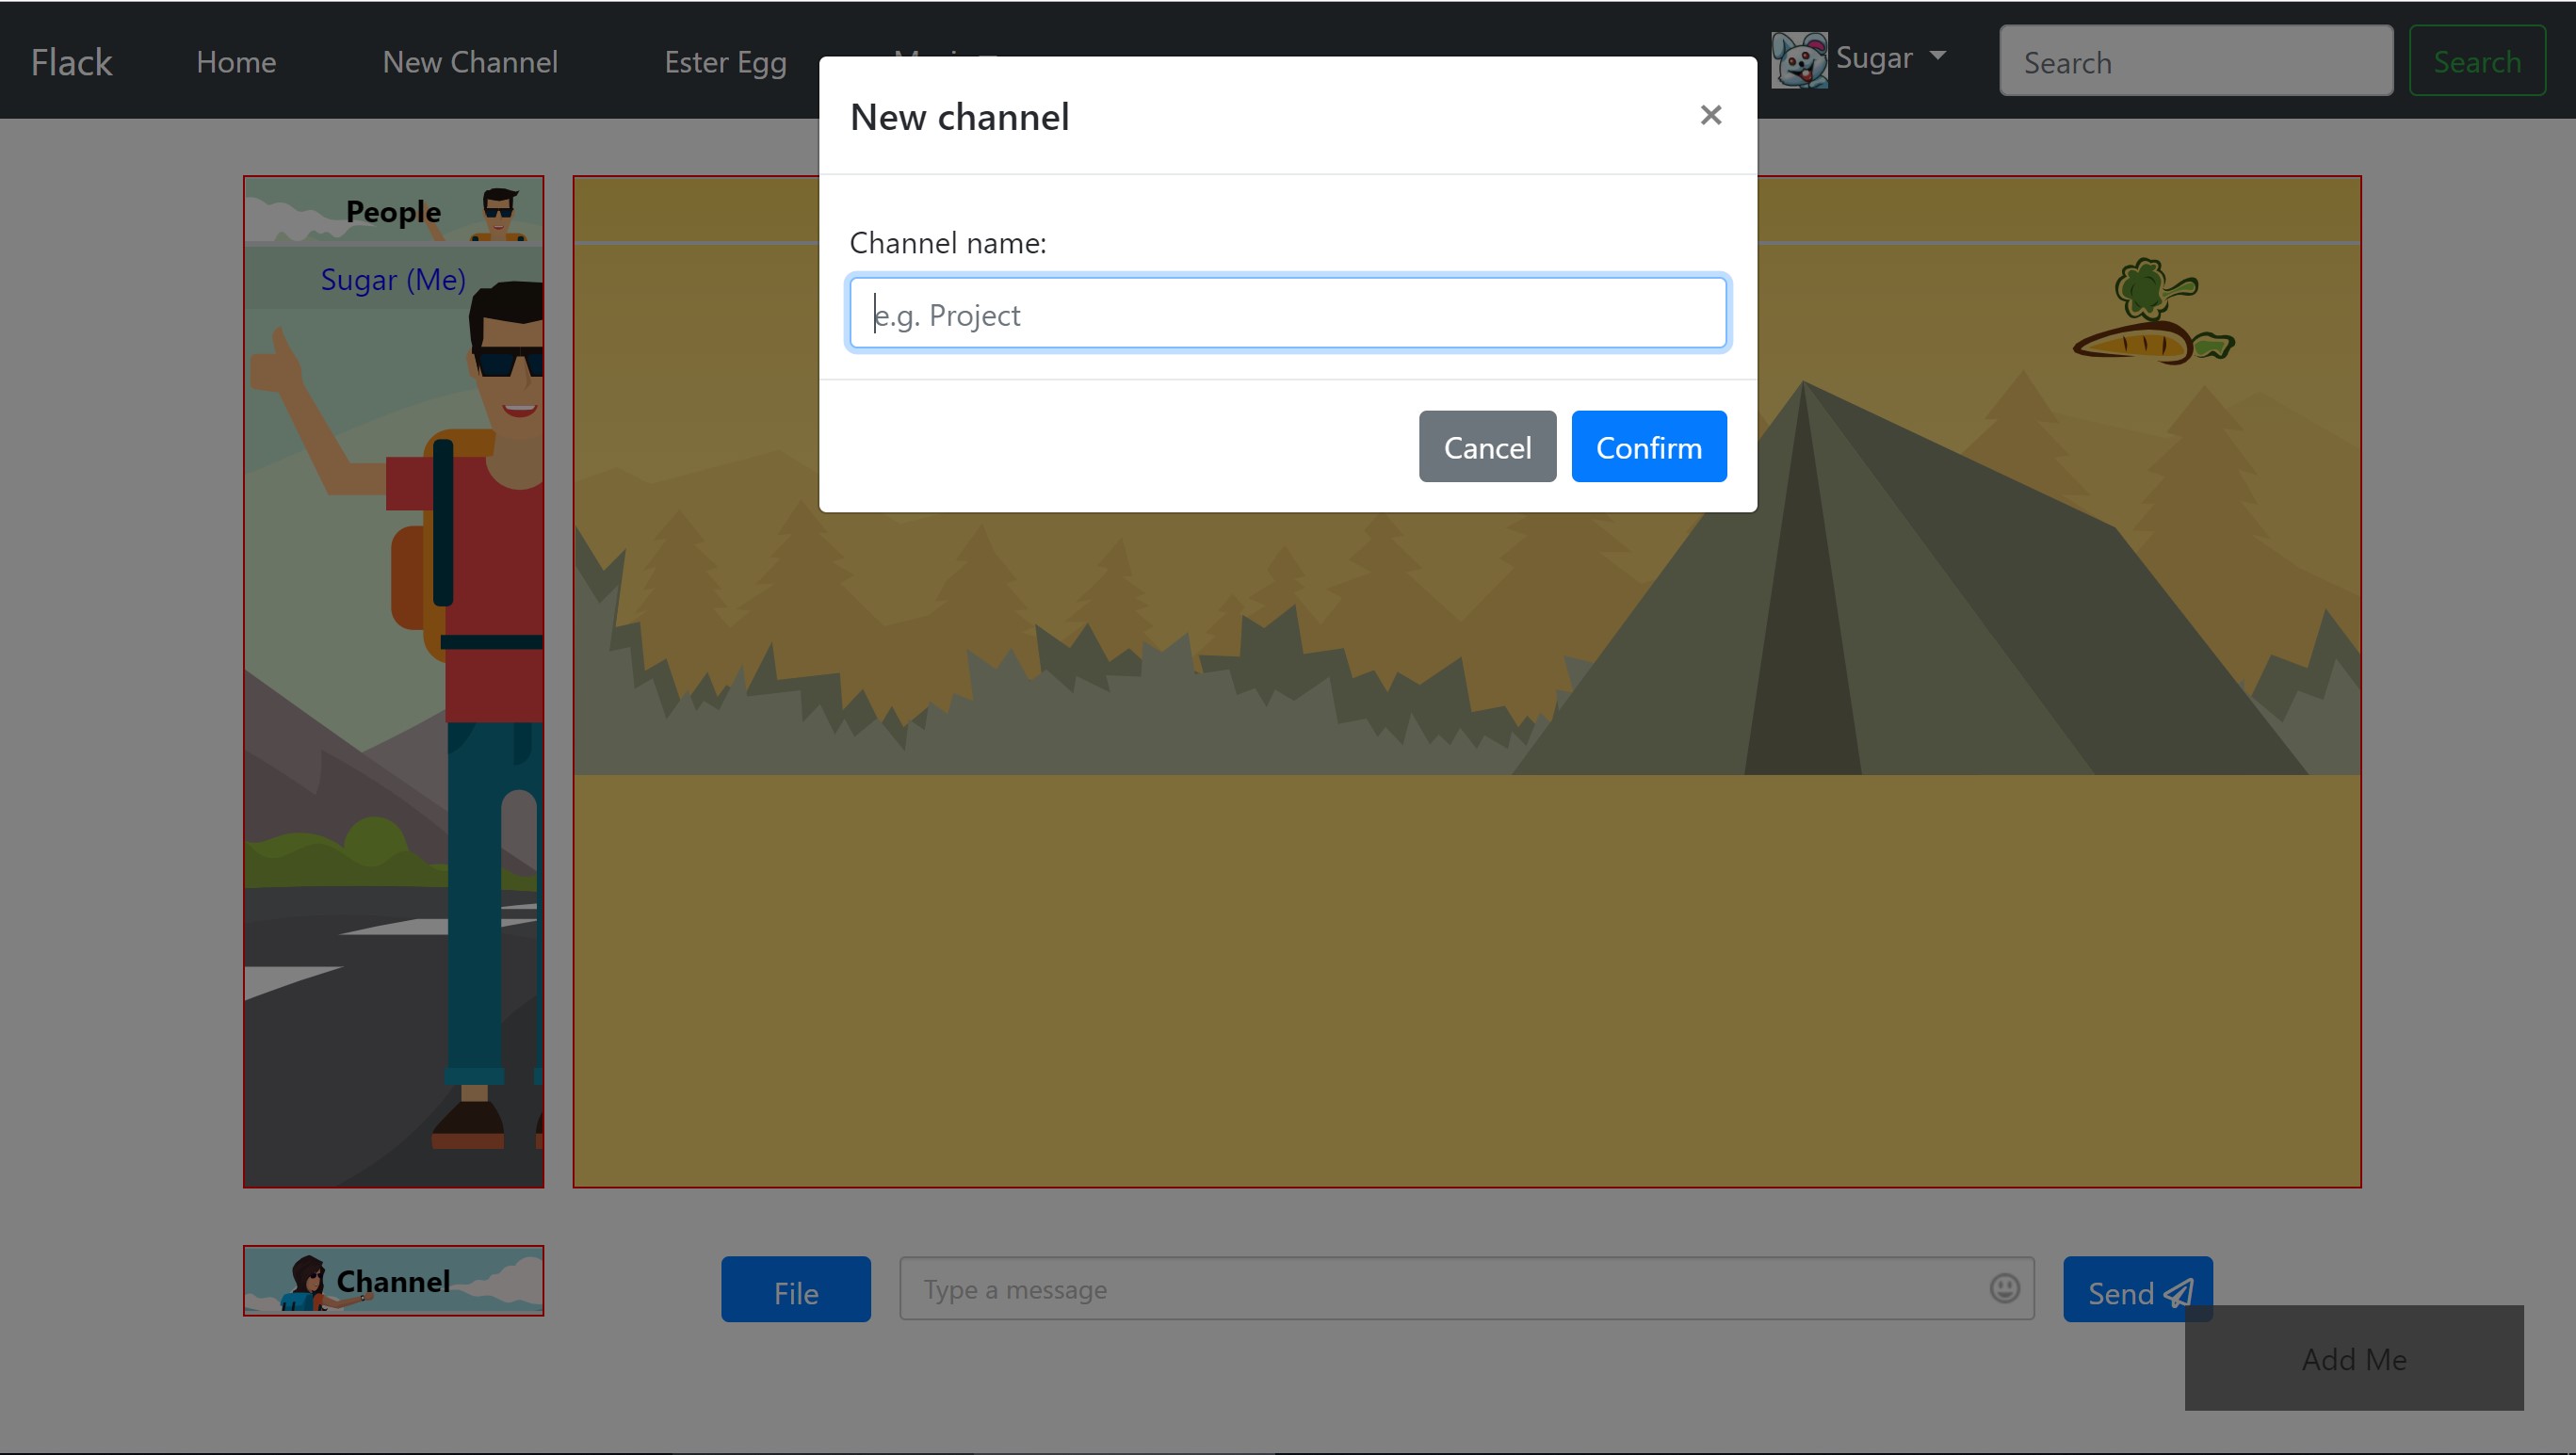 Flack Home New Channel Ester Egg Sugar Search Search
New channel ×
Channel name:
e.g. Project
Cancel Confirm
People
Sugar (Me)
Channel
File Type a message Send
Add Me